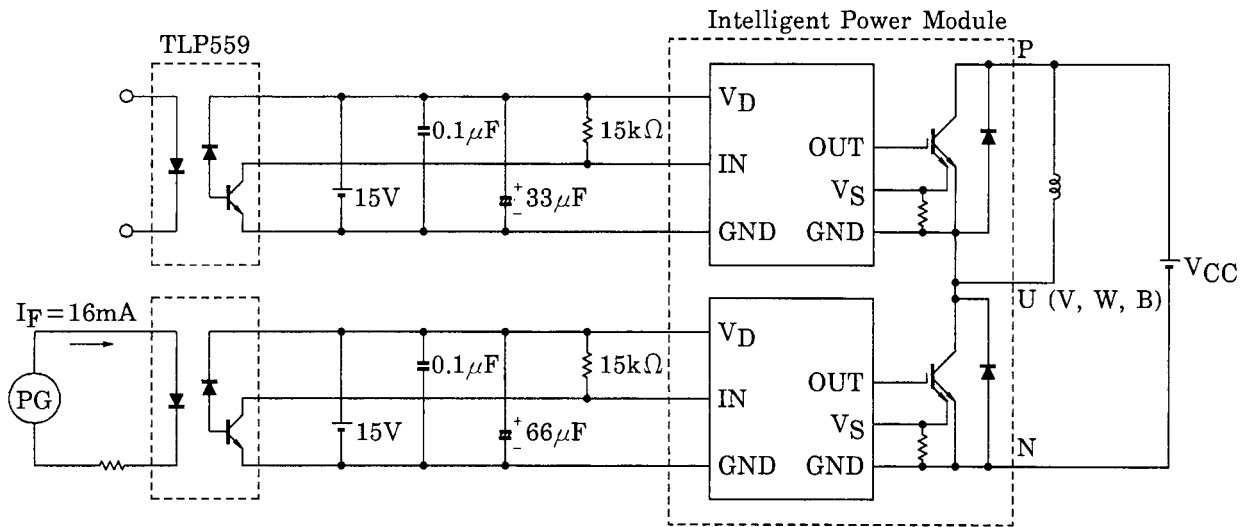 Intelligent Power Module
TLP559
P
V_D
0.1μF
15kΩ
OUT
IN
V_S
15V
+
-
33μF
GND
GND
V_CC
U (V, W, B)
I_F=16mA
V_D
0.1μF
15kΩ
OUT
PG
IN
V_S
15V
+
-
66μF
N
GND
GND